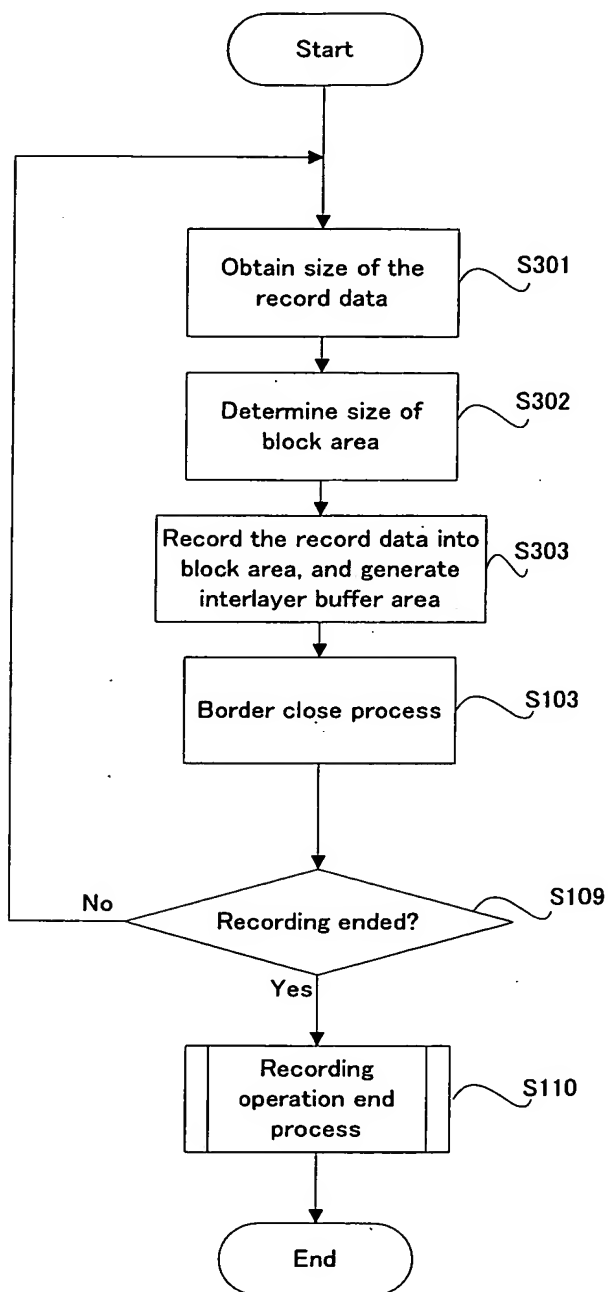 Start
Obtain size of the
record data
S301
Determine size of
block area
S302
Record the record data into
block area, and generate
interlayer buffer area
S303
Border close process
S103
No
Recording ended?
S109
Yes
Recording
operation end
process
S110
End